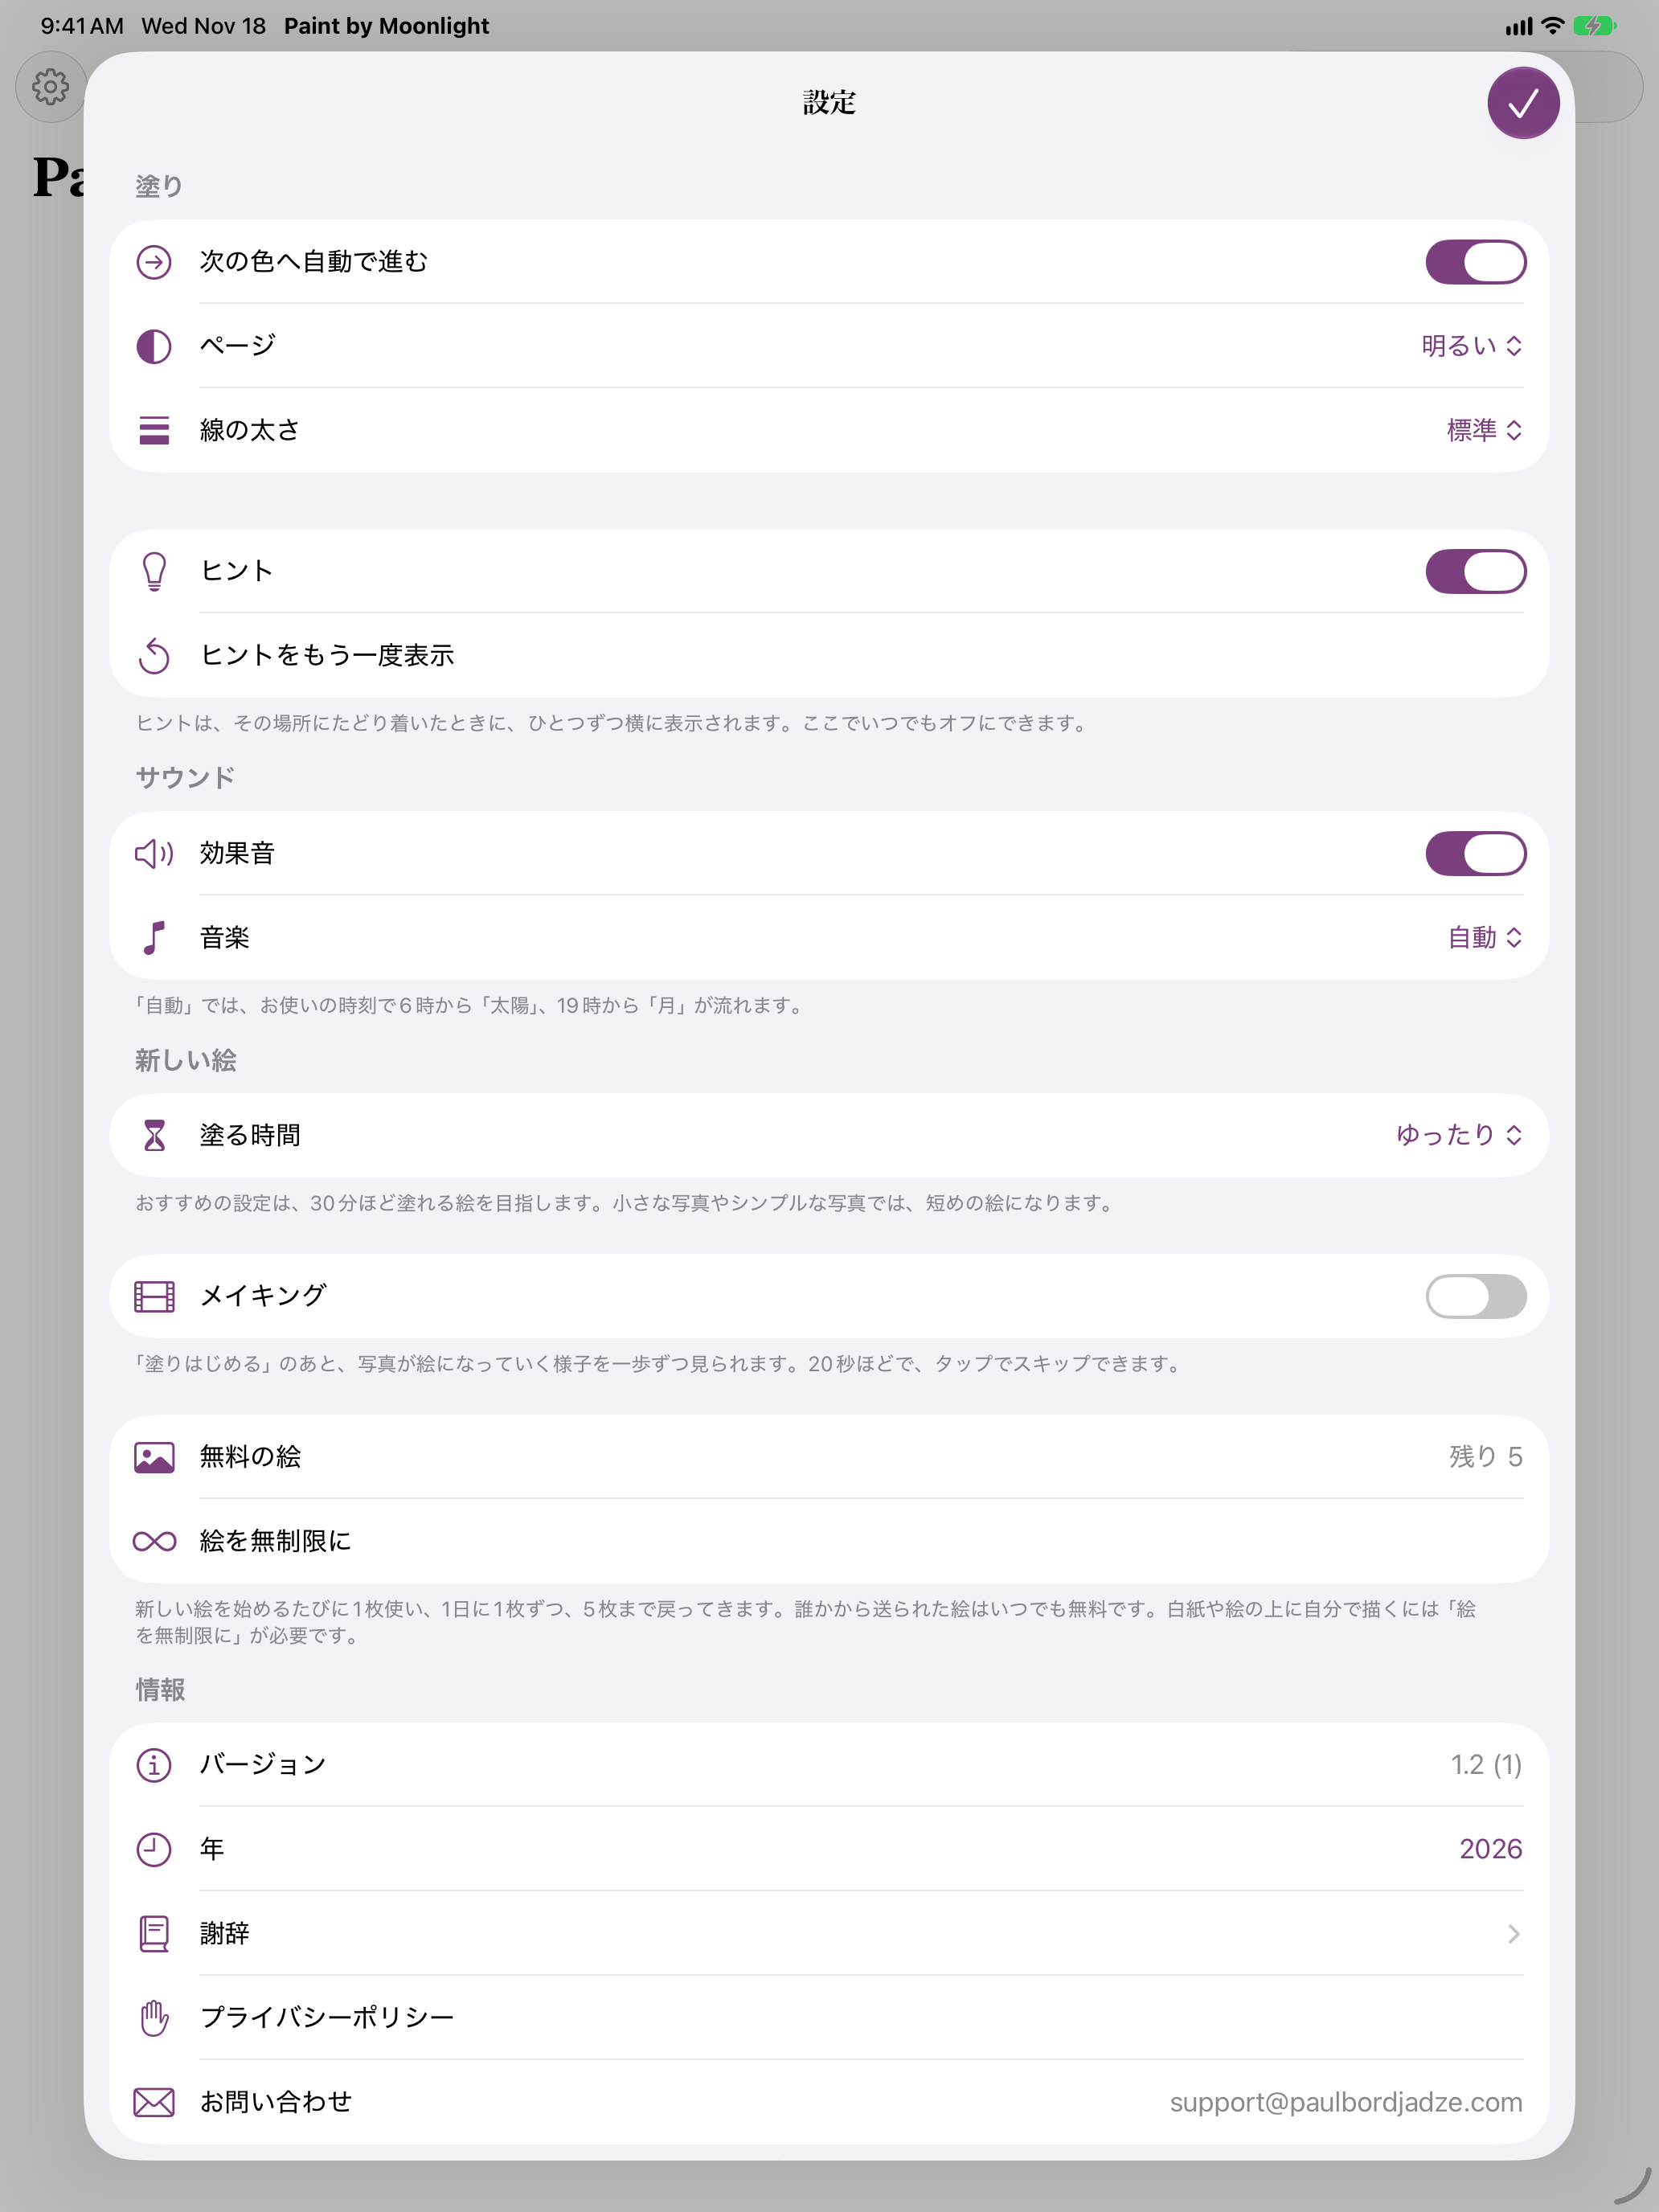 9:41 AM Wed Nov 18 Paint by Moonlight
設定
塗り
次の色へ自動で進む
ページ 明るい
線の太さ 標準
ヒント
ヒントをもう一度表示
ヒントは、その場所にたどり着いたときに、ひとつずつ横に表示されます。ここでいつでもオフにできます。
サウンド
効果音
音楽 自動
「自動」では、お使いの時刻で6時から「太陽」、19時から「月」が流れます。
新しい絵
塗る時間 ゆったり
おすすめの設定は、30分ほど塗れる絵を目指します。小さな写真やシンプルな写真では、短めの絵になります。
メイキング
「塗りはじめる」のあと、写真が絵になっていく様子を一歩ずつ見られます。20秒ほどで、タップでスキップできます。
無料の絵 残り 5
絵を無制限に
新しい絵を始めるたびに1枚使い、1日に1枚ずつ、5枚まで戻ってきます。誰かから送られた絵はいつでも無料です。白紙や絵の上に自分で描くには「絵
を無制限に」が必要です。
情報
バージョン 1.2 (1)
年 2026
謝辞
プライバシーポリシー
お問い合わせ support@paulbordjadze.com